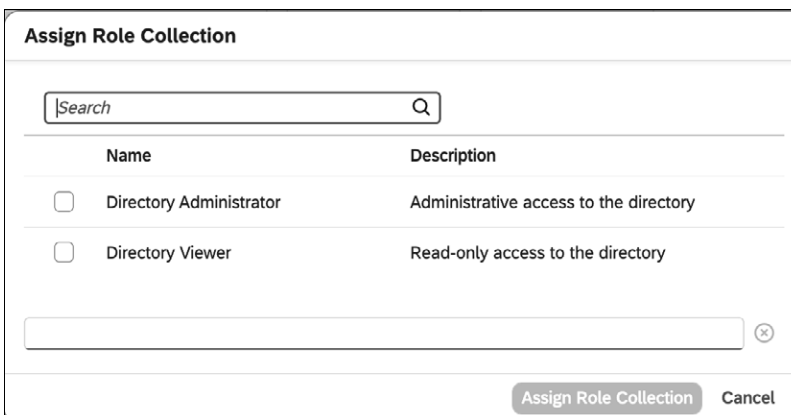 Assign Role Collection
Search
Name Description
Directory Administrator Administrative access to the directory
Directory Viewer Read-only access to the directory
Assign Role Collection Cancel